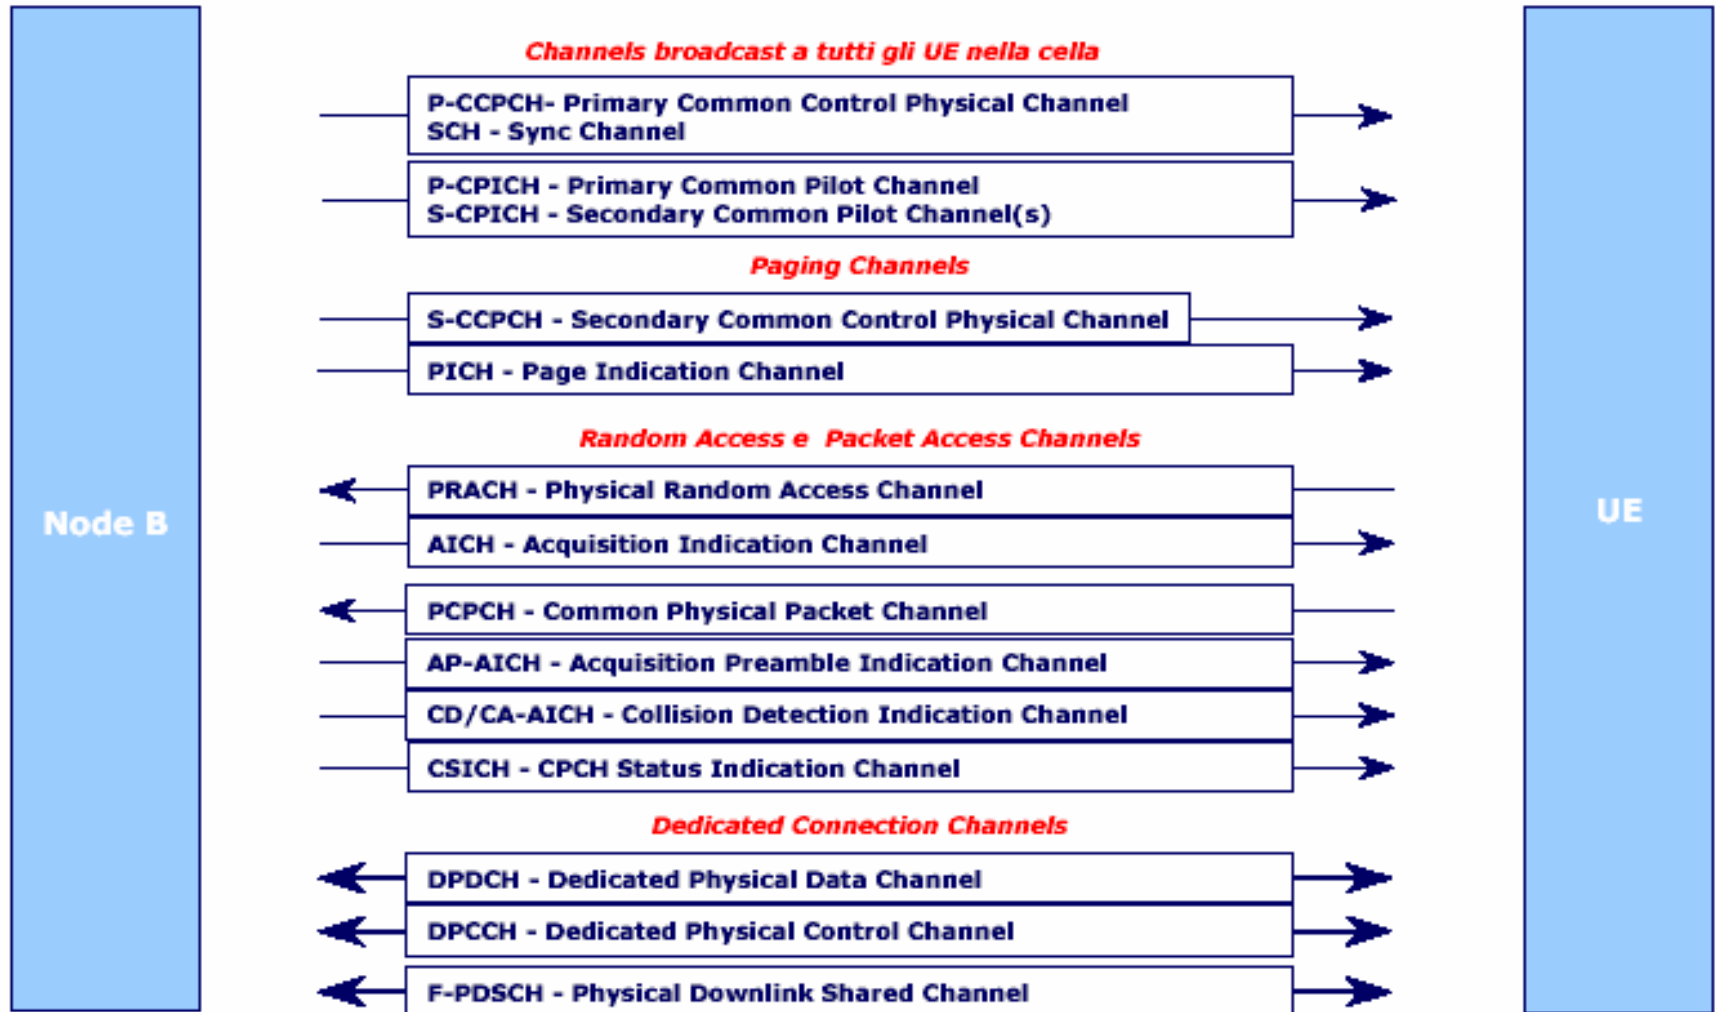 Channels broadcast a tutti gli UE nella cella
P-CCPCH- Primary Common Control Physical Channel
SCH - Sync Channel
P-CPICH - Primary Common Pilot Channel
S-CPICH - Secondary Common Pilot Channel(s)
Paging Channels
S-CCPCH - Secondary Common Control Physical Channel
PICH - Page Indication Channel
Random Access e Packet Access Channels
PRACH - Physical Random Access Channel
Node B
UE
AICH - Acquisition Indication Channel
PCPCH - Common Physical Packet Channel
AP-AICH - Acquisition Preamble Indication Channel
CD/CA-AICH - Collision Detection Indication Channel
CSICH - CPCH Status Indication Channel
Dedicated Connection Channels
DPDCH - Dedicated Physical Data Channel
DPCCH - Dedicated Physical Control Channel
F-PDSCH - Physical Downlink Shared Channel